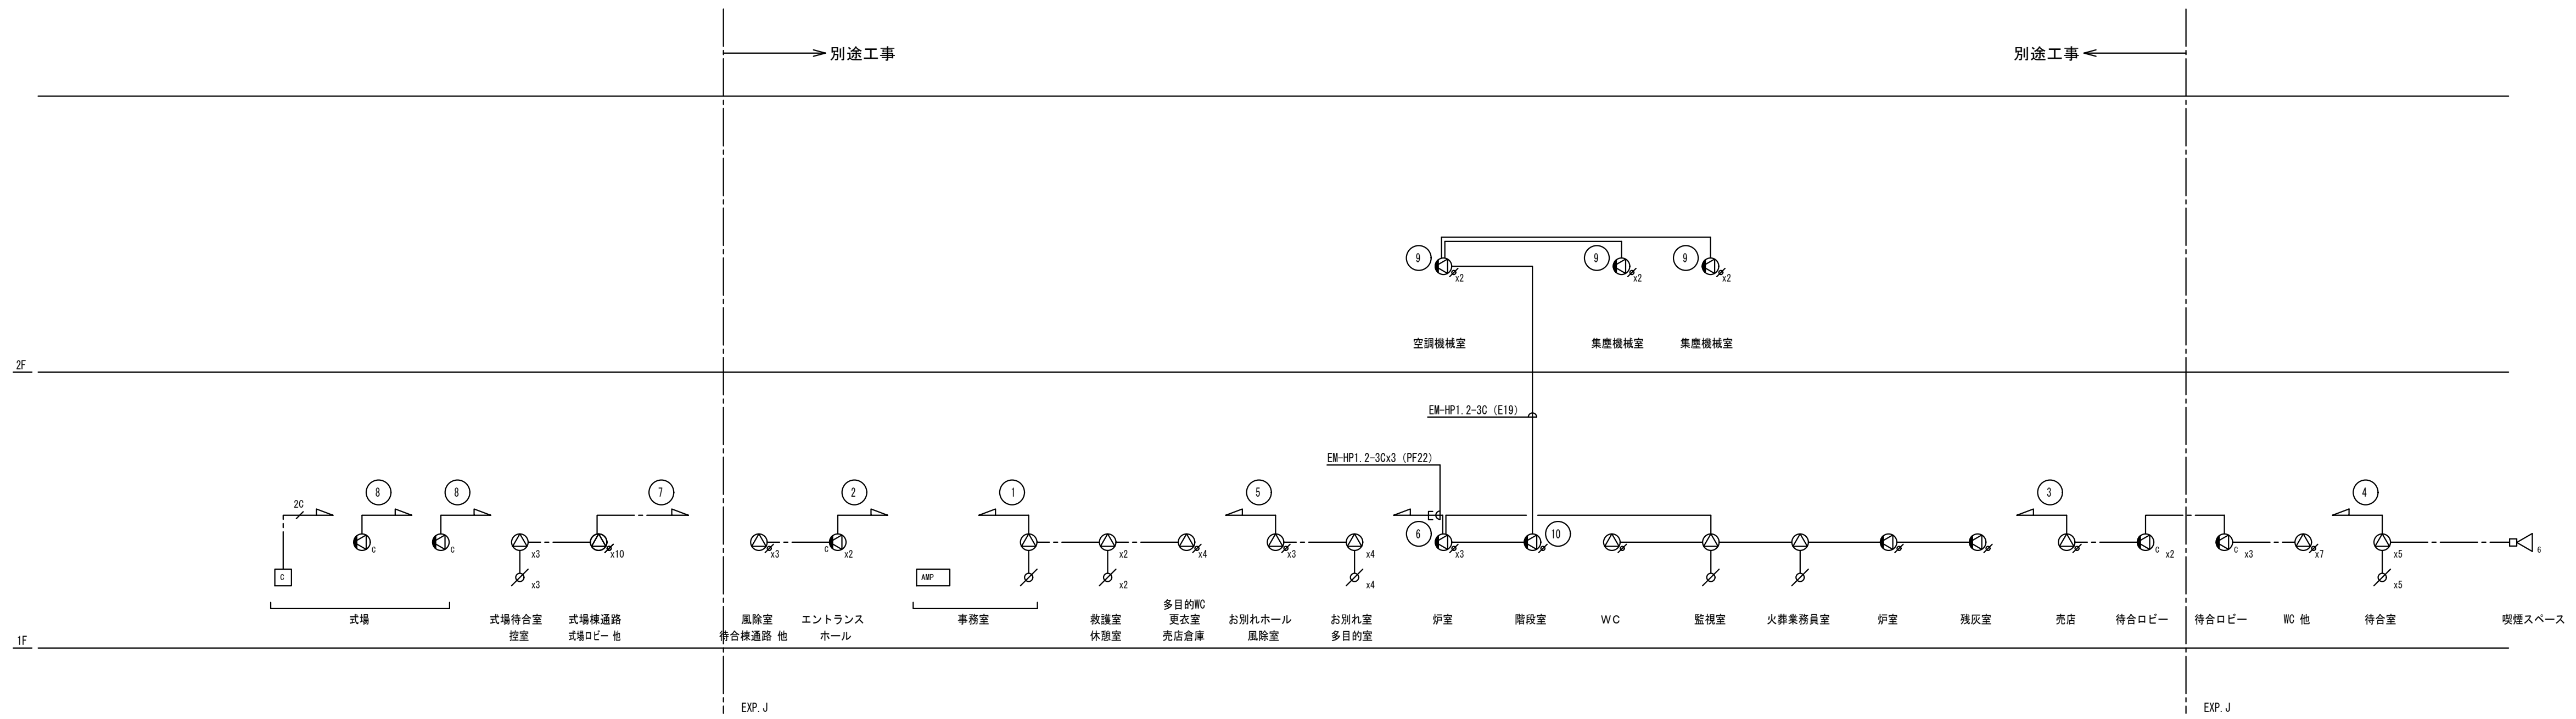 別途工事
別途工事
9
9
9
x2
x2
x2
空調機械室
集塵機械室
集塵機械室
2F
EM-HP1.2-3C (E19)
EM-HP1.2-3Cx3 (PF22)
2C
8
8
7
2
1
5
6
10
3
4
C
C
C
x3
x3
x10
x3
C
x2
AMP
x2
x2
x4
x3
x4
x4
x3
C
x2
C
x3
x7
x5
x5
6
式場
式場待合室
控室
式場棟通路
式場ロビー 他
風除室
待合棟通路 他
エントランス
ホール
事務室
救護室
休憩室
多目的WC
更衣室
売店倉庫
お別れホール
風除室
お別れ室
多目的室
炉室
階段室
WC
監視室
火葬業務員室
炉室
残灰室
売店
待合ロビー
待合ロビー
WC 他
待合室
喫煙スペース
1F
EXP.J
EXP.J